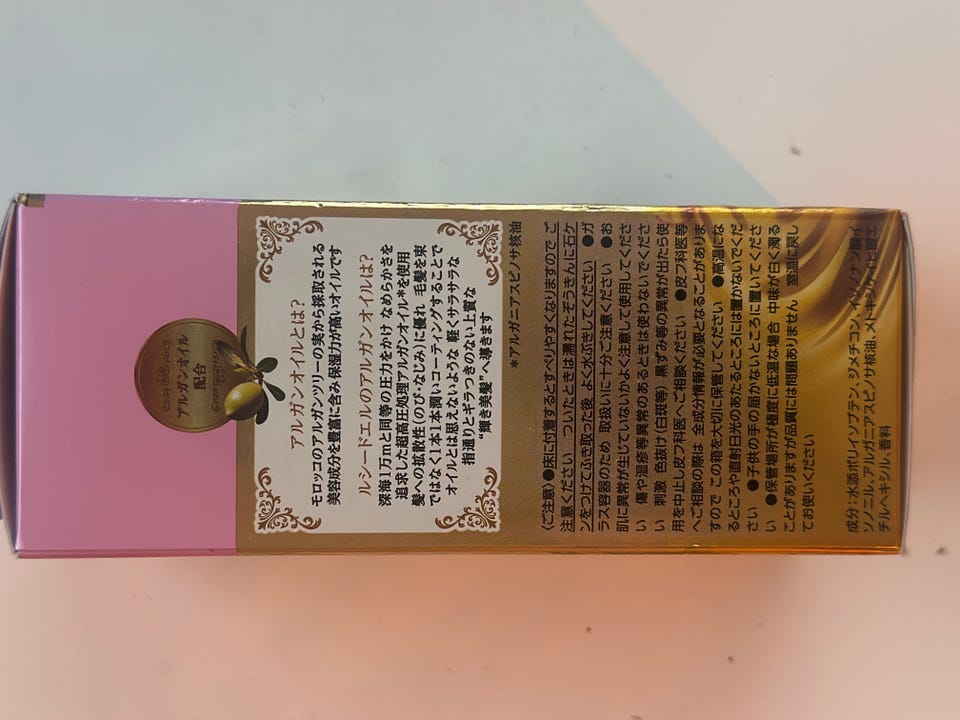 アルガンオイル
配合
アルガンオイルとは?
モロッコのアルガンツリーの実から採取される
美容成分を豊富に含み 保湿力が高いオイルです
ルシードエルのアルガンオイルは?
深海1万mと同等の圧力をかけ なめらかさを
追求した超高圧処理アルガンオイル*を使用
髪への拡散性(のび・なじみ)に優れ 毛髪を束
ではなく1本1本潤いコーティングすることで
オイルとは思えないような 軽くサラサラな
指通りとギラつきのない上質な
“輝き美髪”へ導きます
*アルガニアスピノサ核油
〈ご注意〉●床に付着するとすべりやすくなりますので ご
注意ください ついたときは濡れたぞうきんに石ケ
ンをつけてふき取った後 よく水ぶきしてください ●ガ
ラス容器のため 取扱いに十分ご注意ください ●お
肌に異常が生じていないかよく注意して使用してくださ
い 傷や湿疹等異常のあるときは使わないでくださ
い 刺激 色抜け(白斑等) 黒ずみ等の異常が出たら使
用を中止し皮フ科医へご相談ください ●皮フ科医等
へご相談の際は 全成分情報が必要となることがありま
すので この箱を大切に保管してください ●高温にな
るところや直射日光のあたるところには置かないでくだ
さい ●子供の手の届かないところに置いてくださ
い ●保管場所が極度に低温な場合 中味が白く濁る
ことがありますが品質には問題ありません 室温に戻し
てお使いください
成分:水添ポリイソブテン、ジメチコン、イソノナン酸イ
ソノニル、アルガニアスピノサ核油、メトキシケイヒ酸エ
チルヘキシル、香料